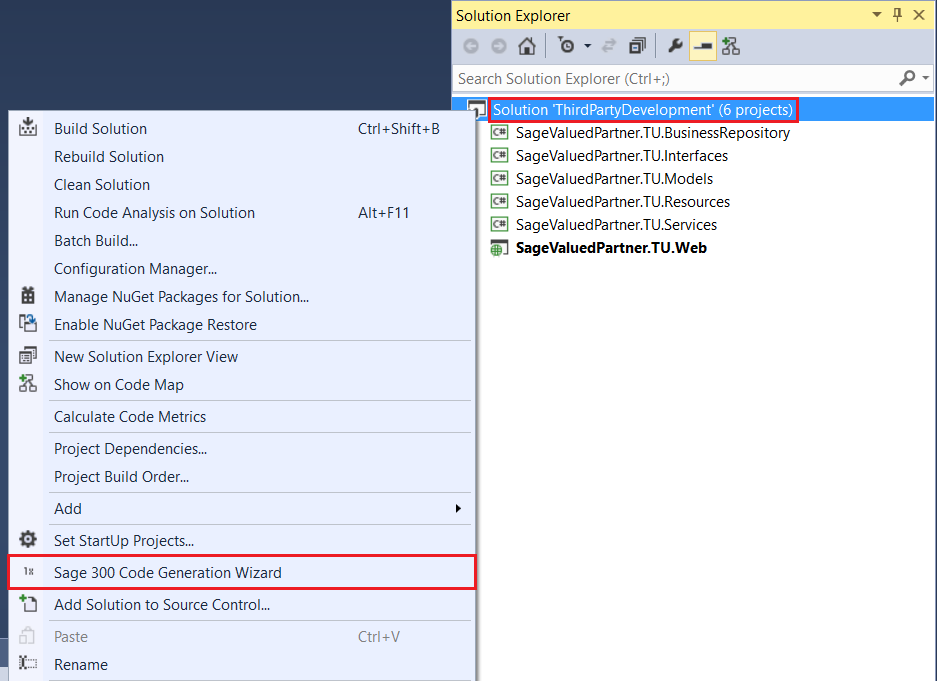 Solution Explorer
Search Solution Explorer (Ctrl+;)
Solution 'ThirdPartyDevelopment' (6 projects)
C# SageValuedPartner.TU.BusinessRepository
C# SageValuedPartner.TU.Interfaces
C# SageValuedPartner.TU.Models
C# SageValuedPartner.TU.Resources
C# SageValuedPartner.TU.Services
SageValuedPartner.TU.Web
Build Solution Ctrl+Shift+B
Rebuild Solution
Clean Solution
Run Code Analysis on Solution Alt+F11
Batch Build...
Configuration Manager...
Manage NuGet Packages for Solution...
Enable NuGet Package Restore
New Solution Explorer View
Show on Code Map
Calculate Code Metrics
Project Dependencies...
Project Build Order...
Add
Set StartUp Projects...
Sage 300 Code Generation Wizard
Add Solution to Source Control...
Paste Ctrl+V
Rename